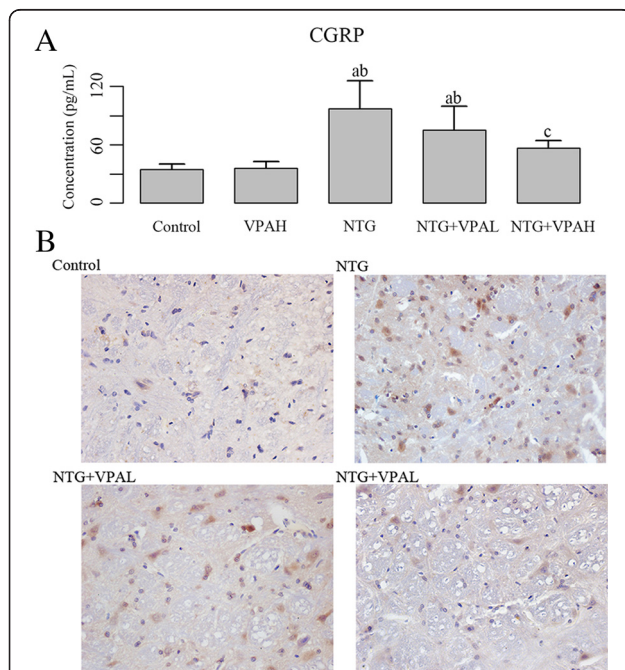 A
CGRP
Concentration (pg/mL)
120
60
0
ab
ab
c
Control
VPAH
NTG
NTG+VPAL
NTG+VPAH
B
Control
NTG
NTG+VPAL
NTG+VPAL